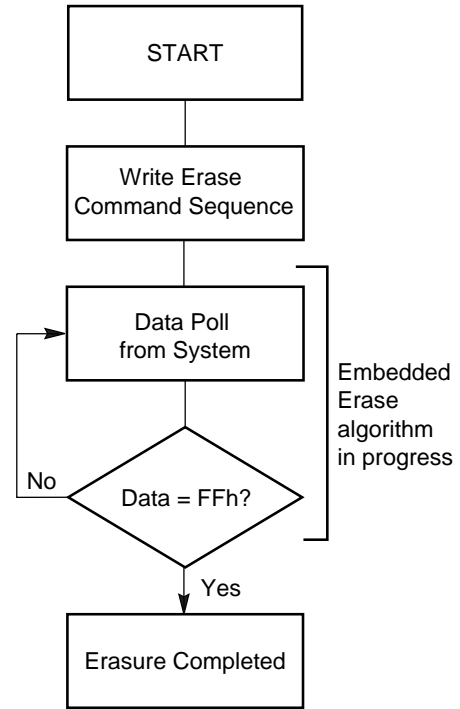 START
Write Erase
Command Sequence
Data Poll
from System
Embedded
Erase
algorithm
in progress
No
Data = FFh?
Yes
Erasure Completed